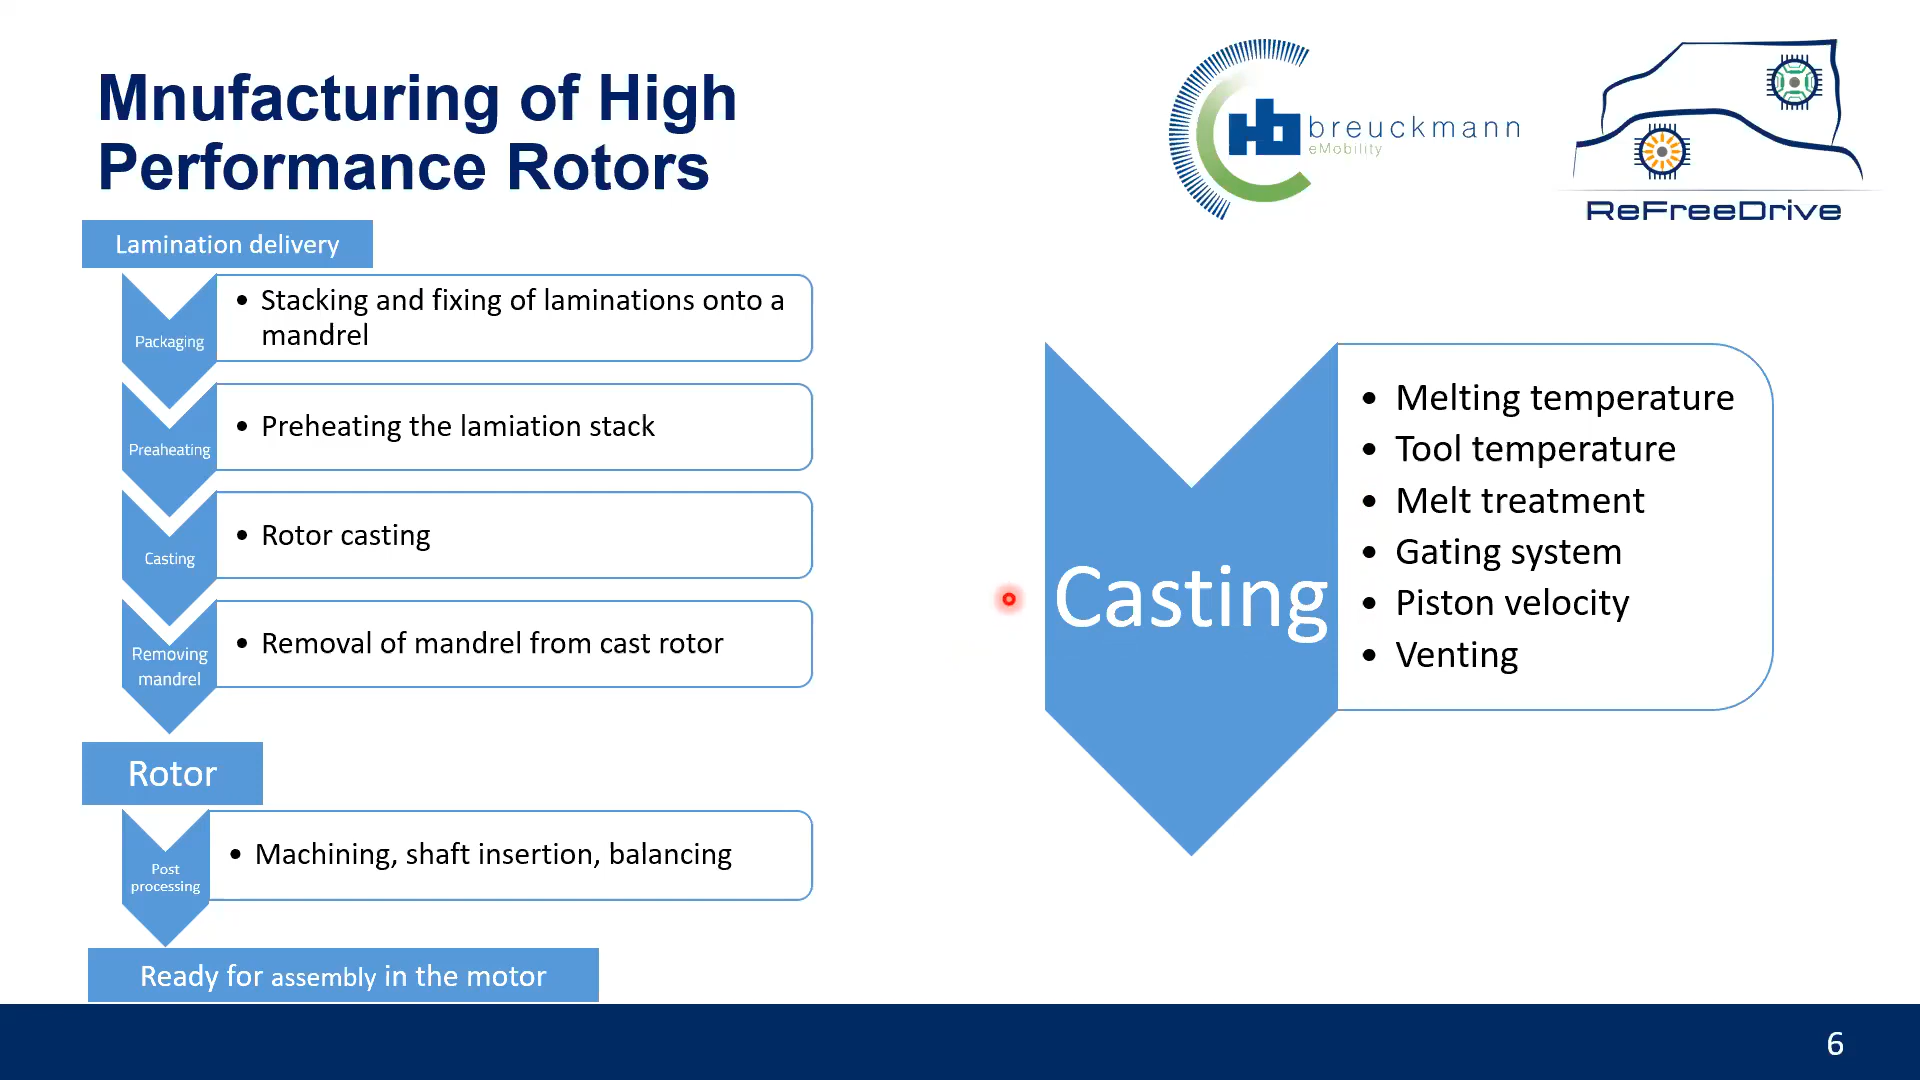 Mnufacturing of High
Performance Rotors
breuckmann
eMobility
ReFreeDrive
Lamination delivery
Packaging
• Stacking and fixing of laminations onto a
mandrel
Preaheating
• Preheating the lamiation stack
Casting
• Rotor casting
Removing
mandrel
• Removal of mandrel from cast rotor
Rotor
Post
processing
• Machining, shaft insertion, balancing
Ready for assembly in the motor
Casting
• Melting temperature
• Tool temperature
• Melt treatment
• Gating system
• Piston velocity
• Venting
6